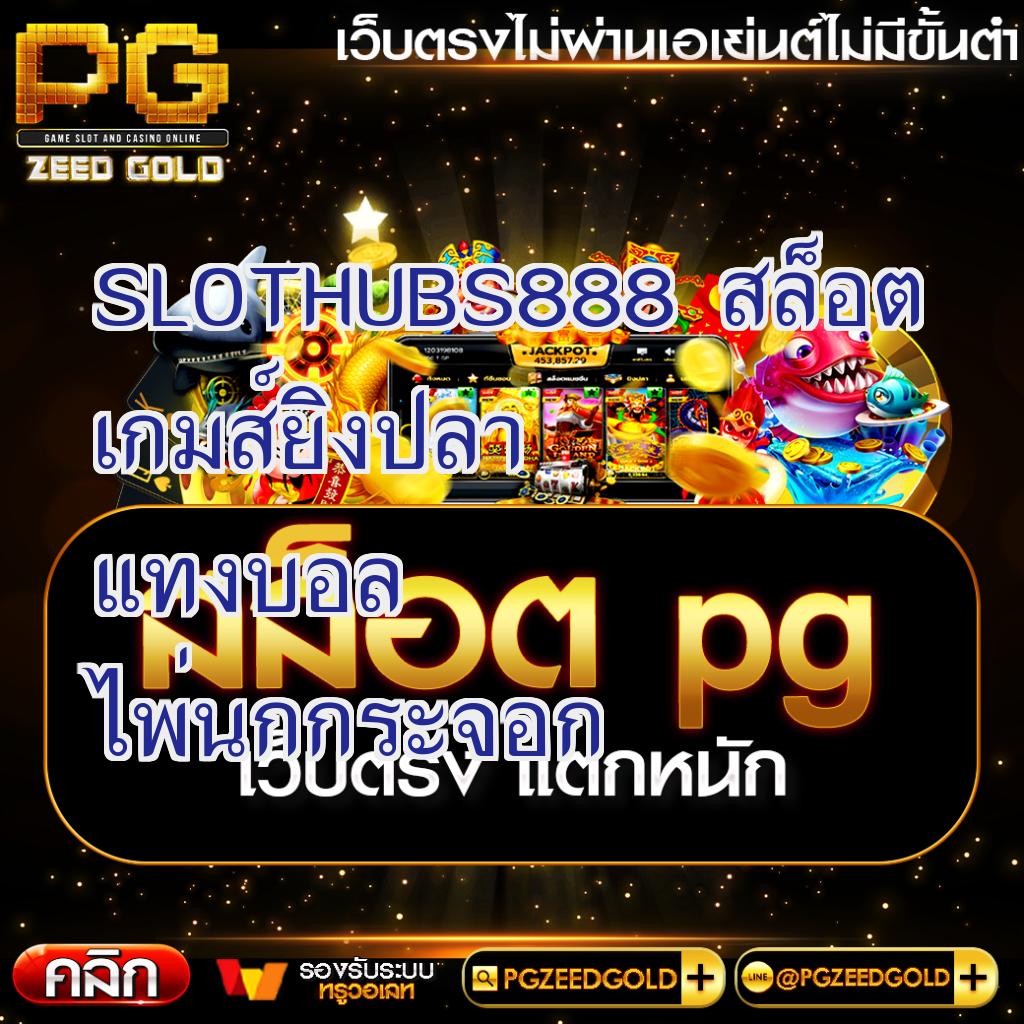 เว็บตรงไม่ผ่านเอเย่นต์ไม่มีขั้นต่ำ
PG
GAME SLOT AND CASINO ONLINE
ZEED GOLD
SLOTHUBS888 สล็อต
JACKPOT
453,857.79
1203198108
เกมส์ยิงปลา
แทงบอล
สล็อต pg
ไพ่นกกระจอก
เว็บตรง แตกหนัก
คลิก
รองรับระบบ
ทรูวอเลท
PGZEEDGOLD +
LINE @PGZEEDGOLD +